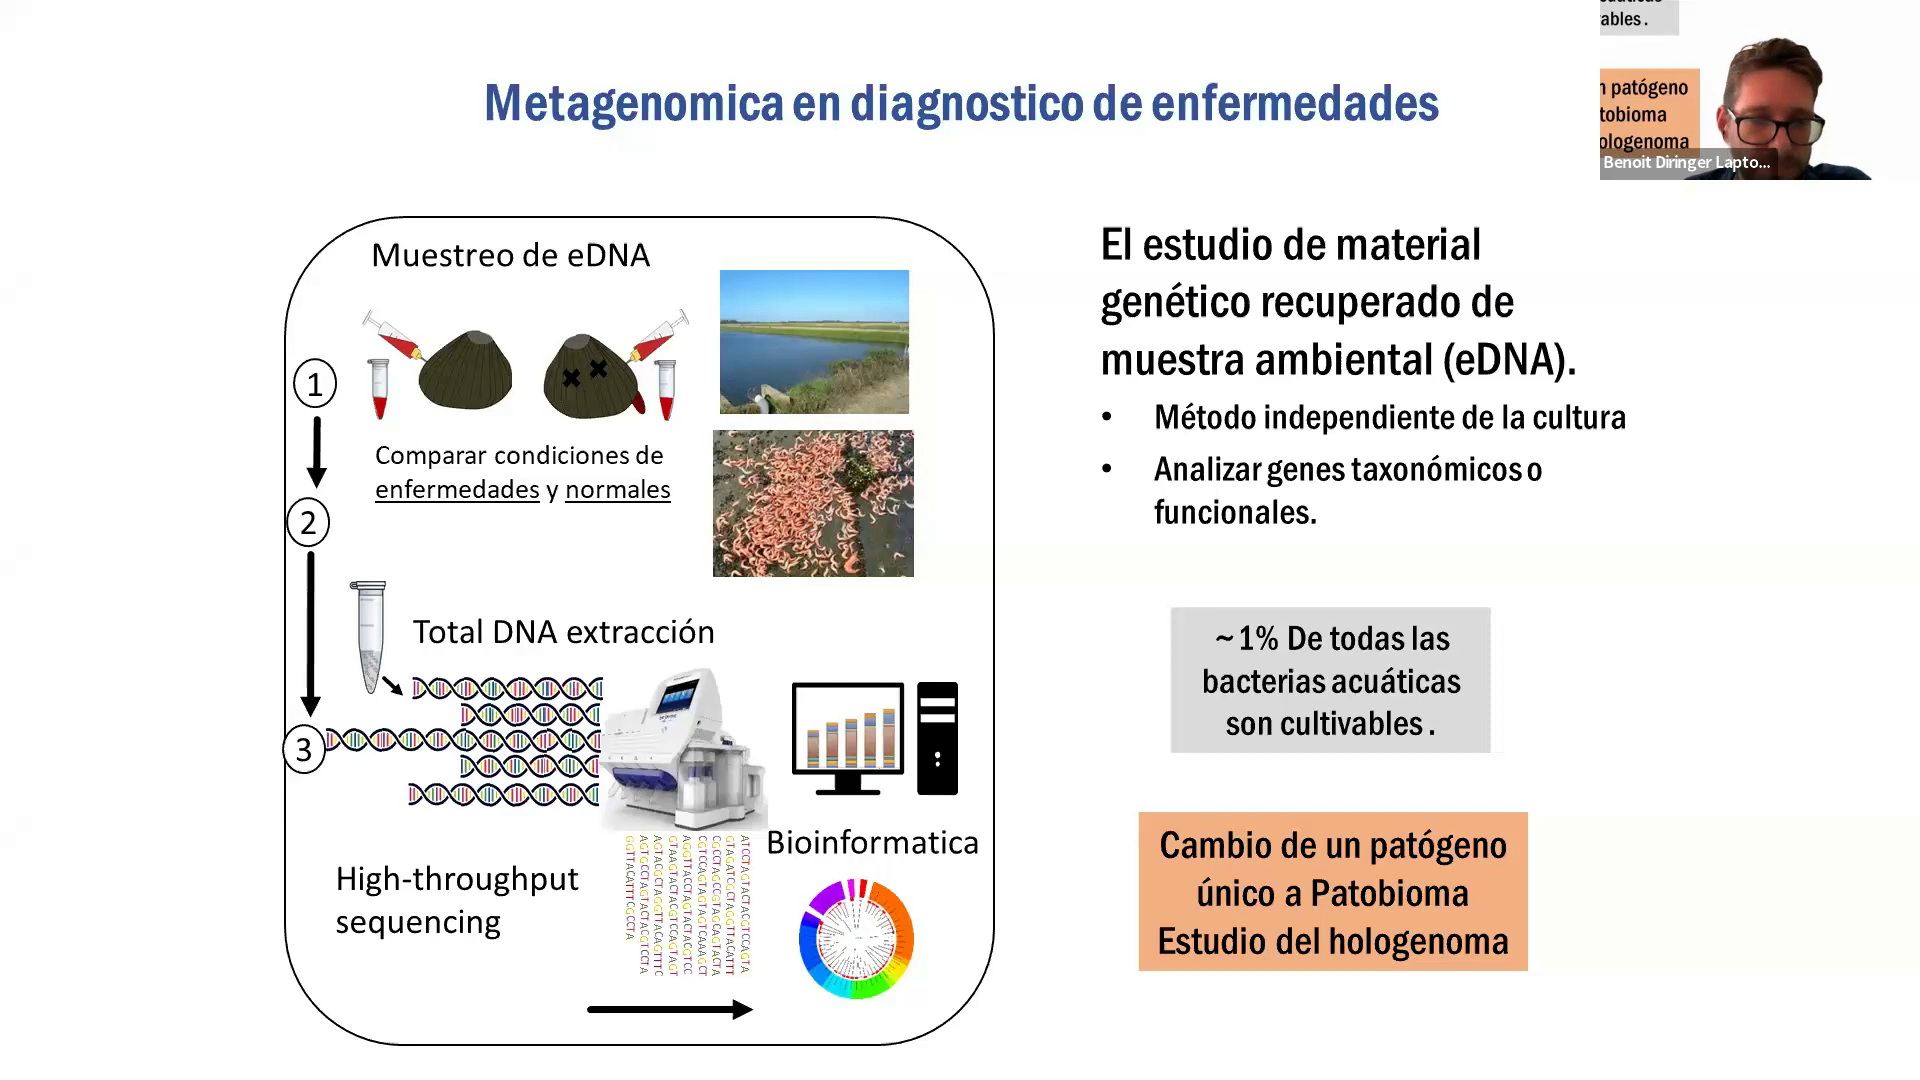 Metagenomica en diagnostico de enfermedades
ables .
n patógeno
tobioma
ologenoma
Benoit Diringer Lapto...
Muestreo de eDNA
1
Comparar condiciones de
enfermedades y normales
2
Total DNA extracción
3
Bioinformatica
High-throughput
sequencing
El estudio de material
genético recuperado de
muestra ambiental (eDNA).
• Método independiente de la cultura
• Analizar genes taxonómicos o
funcionales.
~ 1% De todas las
bacterias acuáticas
son cultivables .
Cambio de un patógeno
único a Patobioma
Estudio del hologenoma